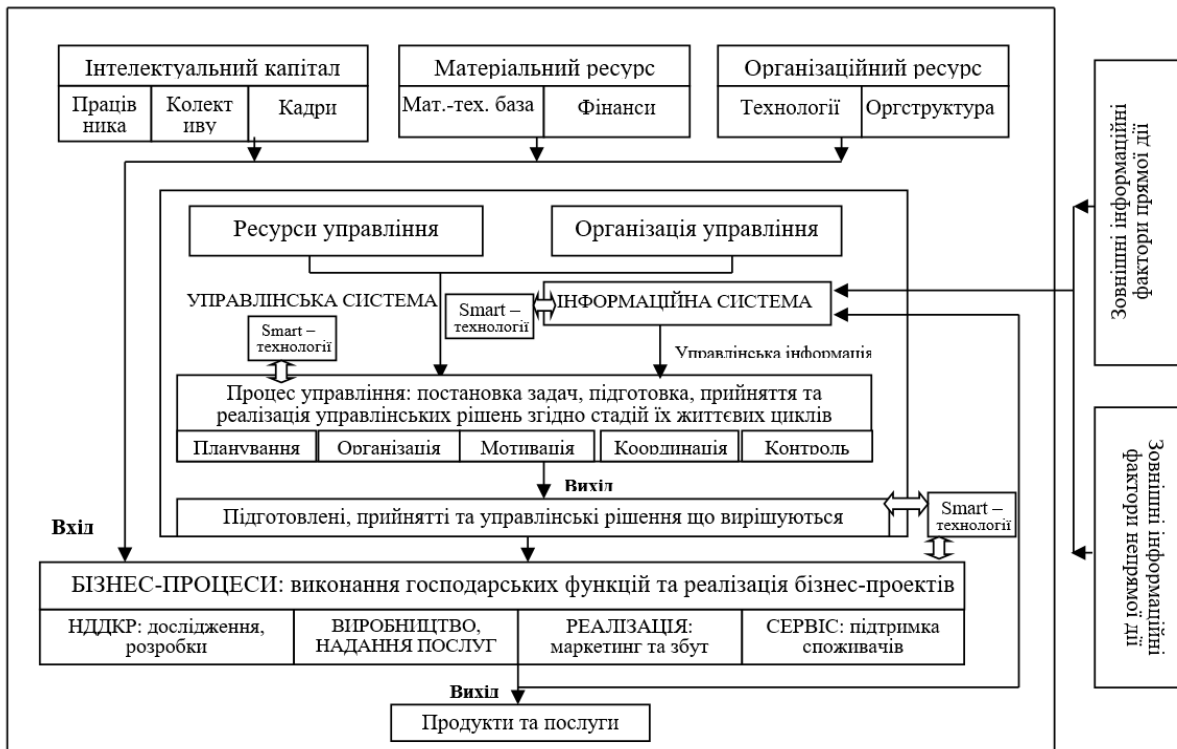 Інтелектуальний капітал
Праців
ника
Колект
иву
Кадри
Матеріальний ресурс
Мат.-тех. база
Фінанси
Організаційний ресурс
Технології
Оргструктура
Ресурси управління
Організація управління
УПРАВЛІНСЬКА СИСТЕМА
Smart –
технології
Smart –
технології
ІНФОРМАЦІЙНА СИСТЕМА
Управлінська інформація
Процес управління: постановка задач, підготовка, прийняття та
реалізація управлінських рішень згідно стадій їх життєвих циклів
Планування
Організація
Мотивація
Координація
Контроль
Вихід
Підготовлені, прийнятті та управлінські рішення що вирішуються
Smart –
технології
Вхід
БІЗНЕС-ПРОЦЕСИ: виконання господарських функцій та реалізація бізнес-проектів
НДДКР: дослідження,
розробки
ВИРОБНИЦТВО,
НАДАННЯ ПОСЛУГ
РЕАЛІЗАЦІЯ:
маркетинг та збут
СЕРВІС: підтримка
споживачів
Вихід
Продукти та послуги
Зовнішні інформаційні
фактори прямої дії
Зовнішні інформаційні
фактори непрямої дії